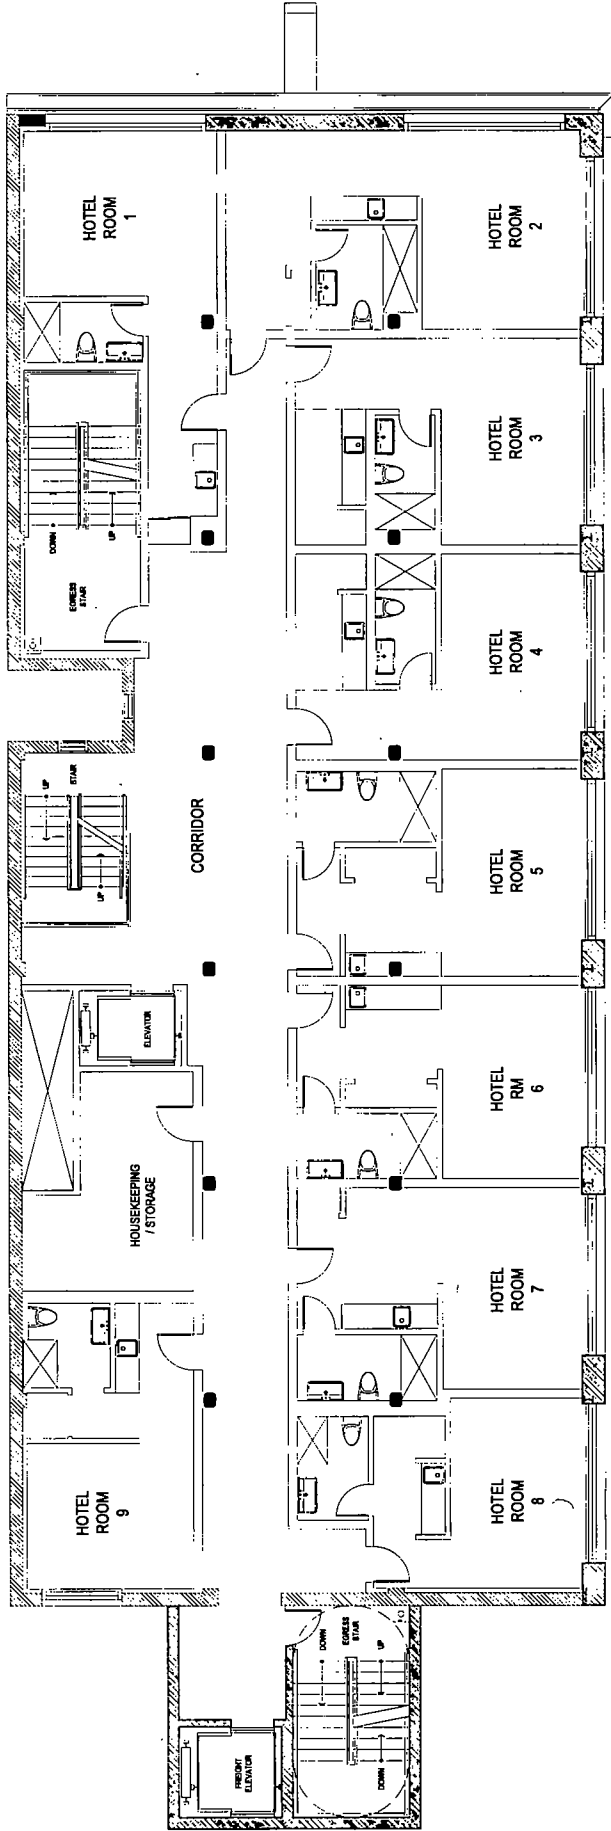 HOTEL
ROOM
1
HOTEL
ROOM
2
DOWN
UP
EGRESS
STAIR
HOTEL
ROOM
3
HOTEL
ROOM
4
UP
STAIR
UP
CORRIDOR
HOTEL
ROOM
5
ELEVATOR
HOTEL
RM
6
HOUSEKEEPING
/ STORAGE
HOTEL
ROOM
7
HOTEL
ROOM
9
HOTEL
ROOM
8
DOWN
EGRESS
STAIR
UP
DOWN
FREIGHT
ELEVATOR